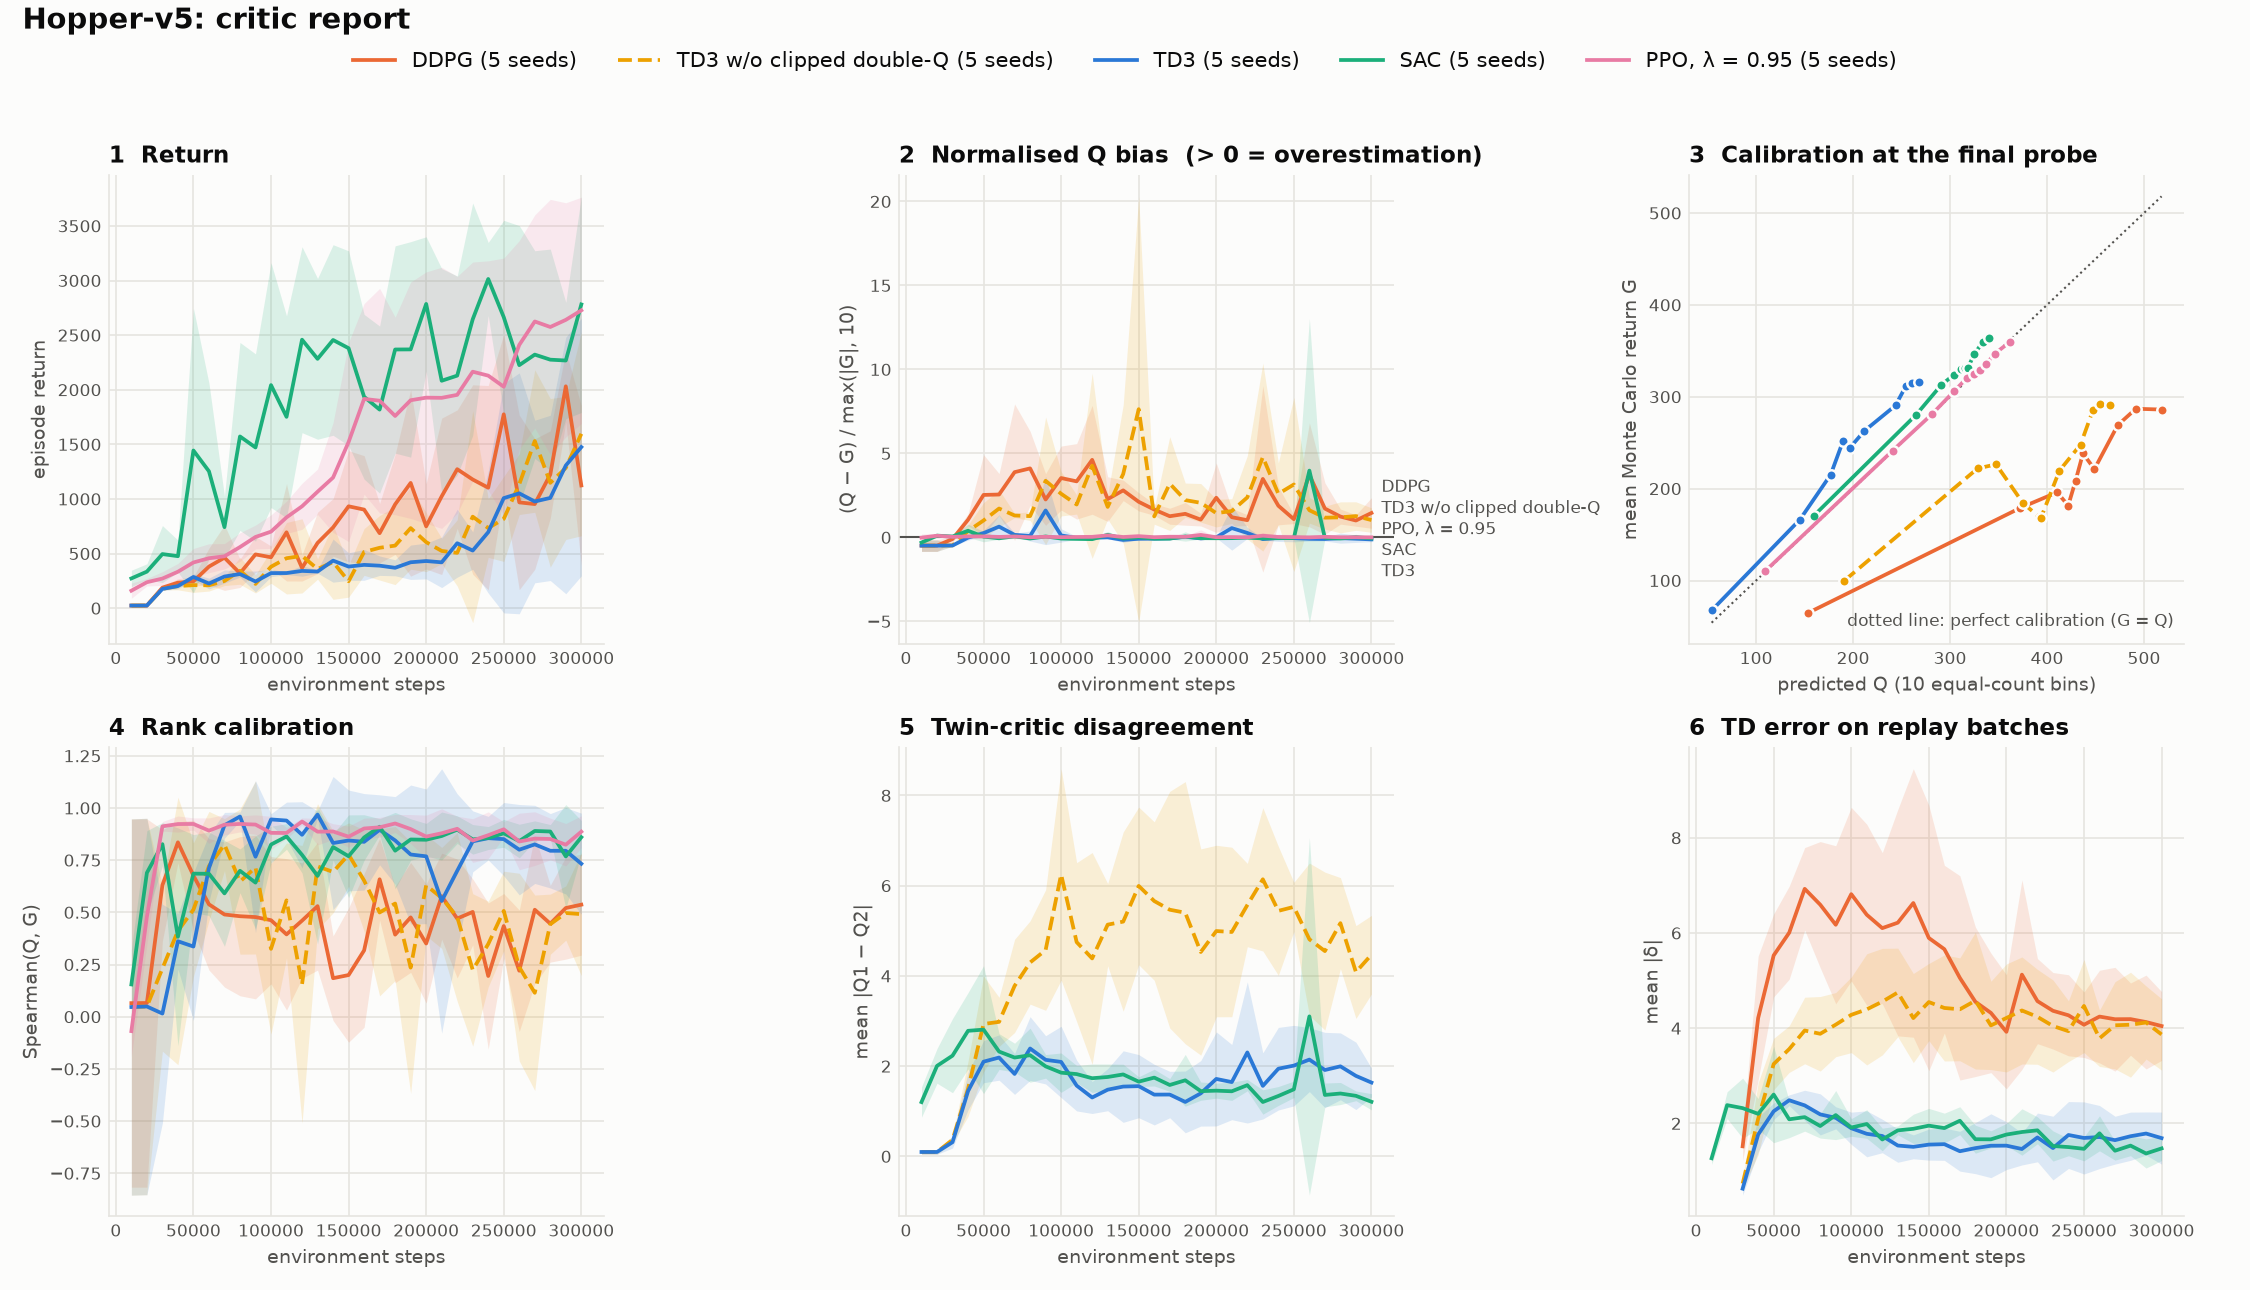 Hopper-v5: critic report
DDPG (5 seeds)
TD3 w/o clipped double-Q (5 seeds)
TD3 (5 seeds)
SAC (5 seeds)
PPO, λ = 0.95 (5 seeds)
1 Return
episode return
3500
3000
2500
2000
1500
1000
500
0
0 50000 100000 150000 200000 250000 300000
environment steps
2 Normalised Q bias (> 0 = overestimation)
(Q − G) / max(|G|, 10)
20
15
10
5
0
−5
DDPG
TD3 w/o clipped double-Q
PPO, λ = 0.95
SAC
TD3
0 50000 100000 150000 200000 250000 300000
environment steps
3 Calibration at the final probe
mean Monte Carlo return G
500
400
300
200
100
dotted line: perfect calibration (G = Q)
100 200 300 400 500
predicted Q (10 equal-count bins)
4 Rank calibration
Spearman(Q, G)
1.25
1.00
0.75
0.50
0.25
0.00
−0.25
−0.50
−0.75
0 50000 100000 150000 200000 250000 300000
environment steps
5 Twin-critic disagreement
mean |Q1 − Q2|
8
6
4
2
0
0 50000 100000 150000 200000 250000 300000
environment steps
6 TD error on replay batches
mean |δ|
8
6
4
2
0 50000 100000 150000 200000 250000 300000
environment steps